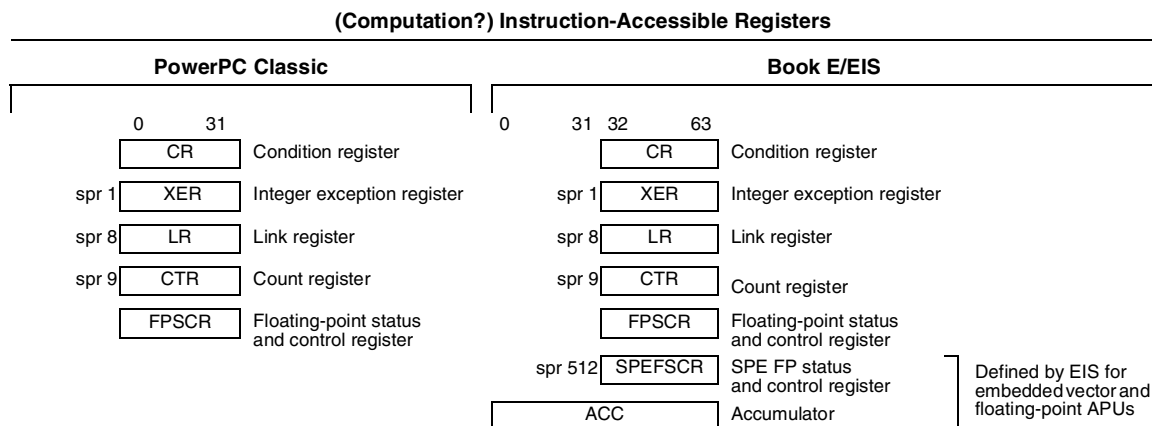 (Computation?) Instruction-Accessible Registers
PowerPC Classic
Book E/EIS
0 31
CR Condition register
spr 1 XER Integer exception register
spr 8 LR Link register
spr 9 CTR Count register
FPSCR Floating-point status
and control register
0 31 32 63
CR Condition register
spr 1 XER Integer exception register
spr 8 LR Link register
spr 9 CTR Count register
FPSCR Floating-point status
and control register
spr 512 SPEFSCR SPE FP status
and control register
ACC Accumulator
Defined by EIS for
embedded vector and
floating-point APUs